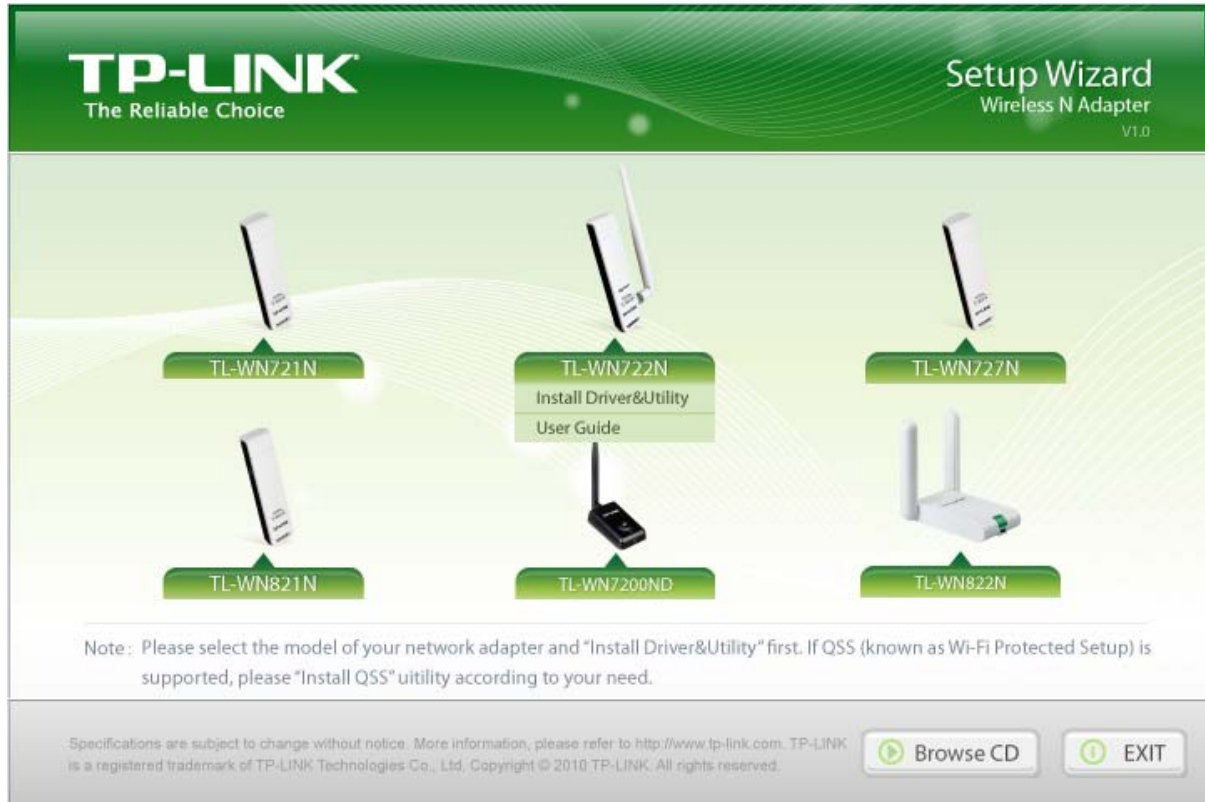 TP-LINK
The Reliable Choice
Setup Wizard
Wireless N Adapter
V1.0
TL-WN721N
TL-WN722N
TL-WN727N
Install Driver&Utility
User Guide
TL-WN821N
TL-WN7200ND
TL-WN822N
Note: Please select the model of your network adapter and "Install Driver&Utility" first. If QSS (known as Wi-Fi Protected Setup) is
supported, please "Install QSS" uitility according to your need.
Specifications are subject to change without notice. More information, please refer to http://www.tp-link.com. TP-LINK
is a registered trademark of TP-LINK Technologies Co., Ltd. Copyright © 2010 TP-LINK. All rights reserved.
Browse CD
EXIT